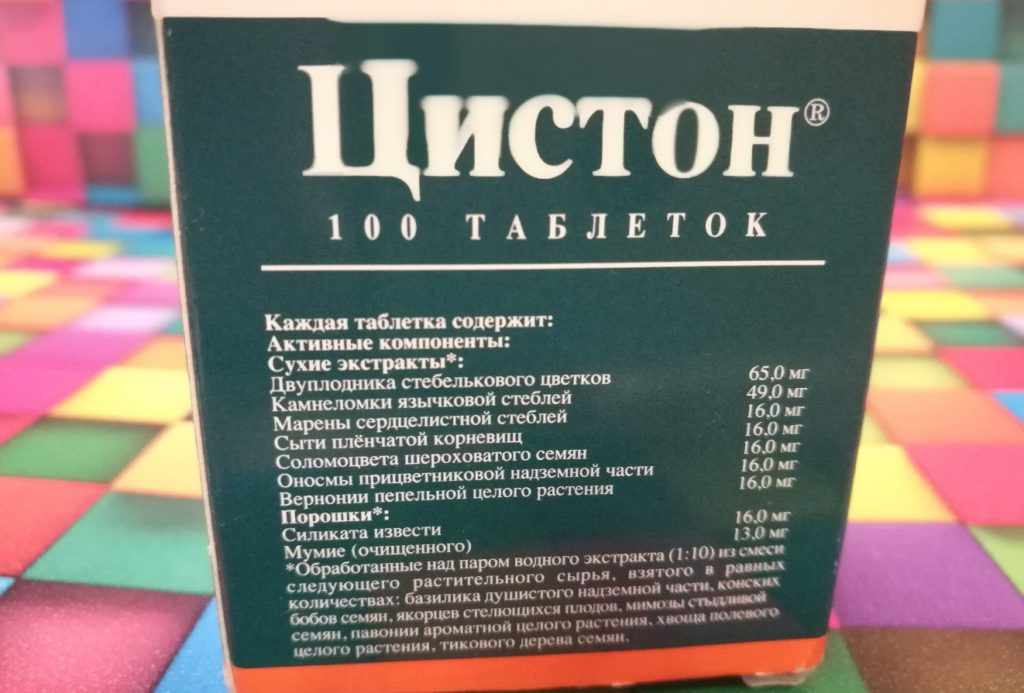 Цистон®
100 ТАБЛЕТОК
Каждая таблетка содержит:
Активные компоненты:
Сухие экстракты*:
Двуплодника стебелькового цветков 65,0 мг
Камнеломки язычковой стеблей 49,0 мг
Марены сердцелистной стеблей 16,0 мг
Сыти плёнчатой корневищ 16,0 мг
Соломоцвета шероховатого семян 16,0 мг
Оносмы прицветниковой надземной части 16,0 мг
Вернонии пепельной целого растения 16,0 мг
Порошки*:
Силиката извести 16,0 мг
Мумие (очищенного) 13,0 мг
*Обработанные над паром водного экстракта (1:10) из смеси
следующего растительного сырья, взятого в равных
количествах: базилика душистого надземной части, конских
бобов семян, якорцев стелющихся плодов, мимозы стыдливой
семян, павонии ароматной целого растения, хвоща полевого
целого растения, тикового дерева семян.